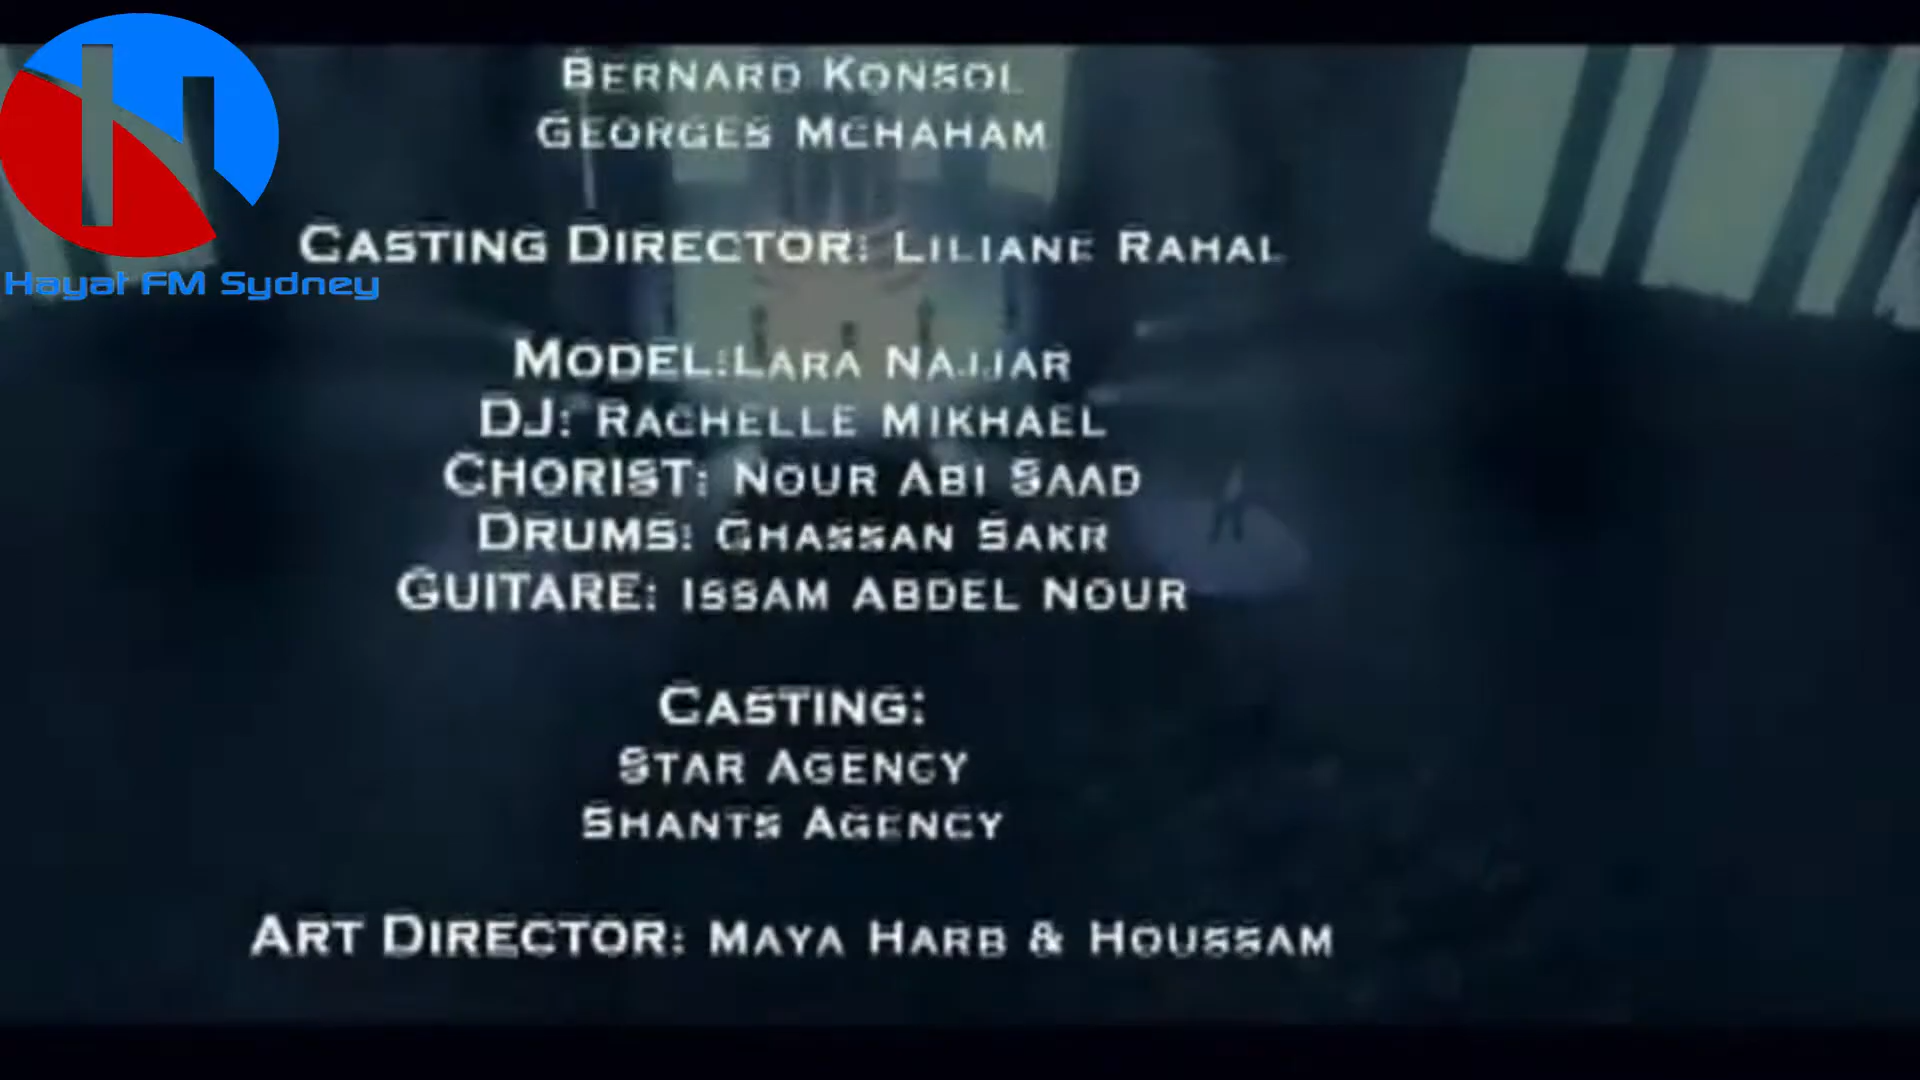 Bernard Konsol
Georges Mchaham
Casting Director: Liliane Rahal
Hayat FM Sydney
Model:Lara Najjar
DJ: Rachelle Mikhael
Chorist: Nour Abi Saad
Drums: Ghassan Sakr
Guitare: Issam Abdel Nour
Casting:
Star Agency
Shants Agency
Art Director: Maya Harb & Houssam